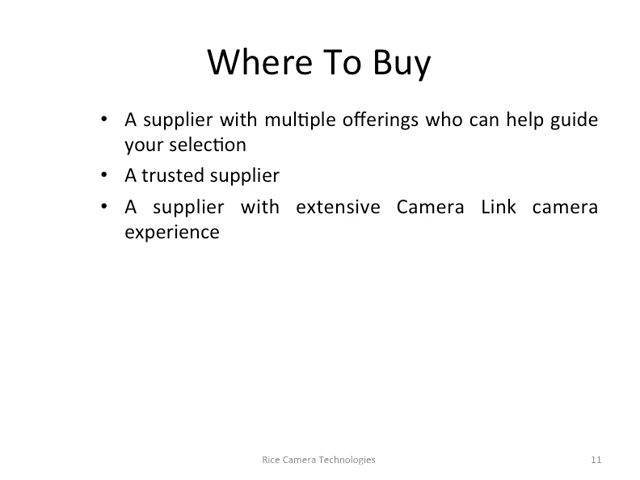 Where To Buy
• A supplier with multiple offerings who can help guide
your selection
• A trusted supplier
• A supplier with extensive Camera Link camera
experience
Rice Camera Technologies
11